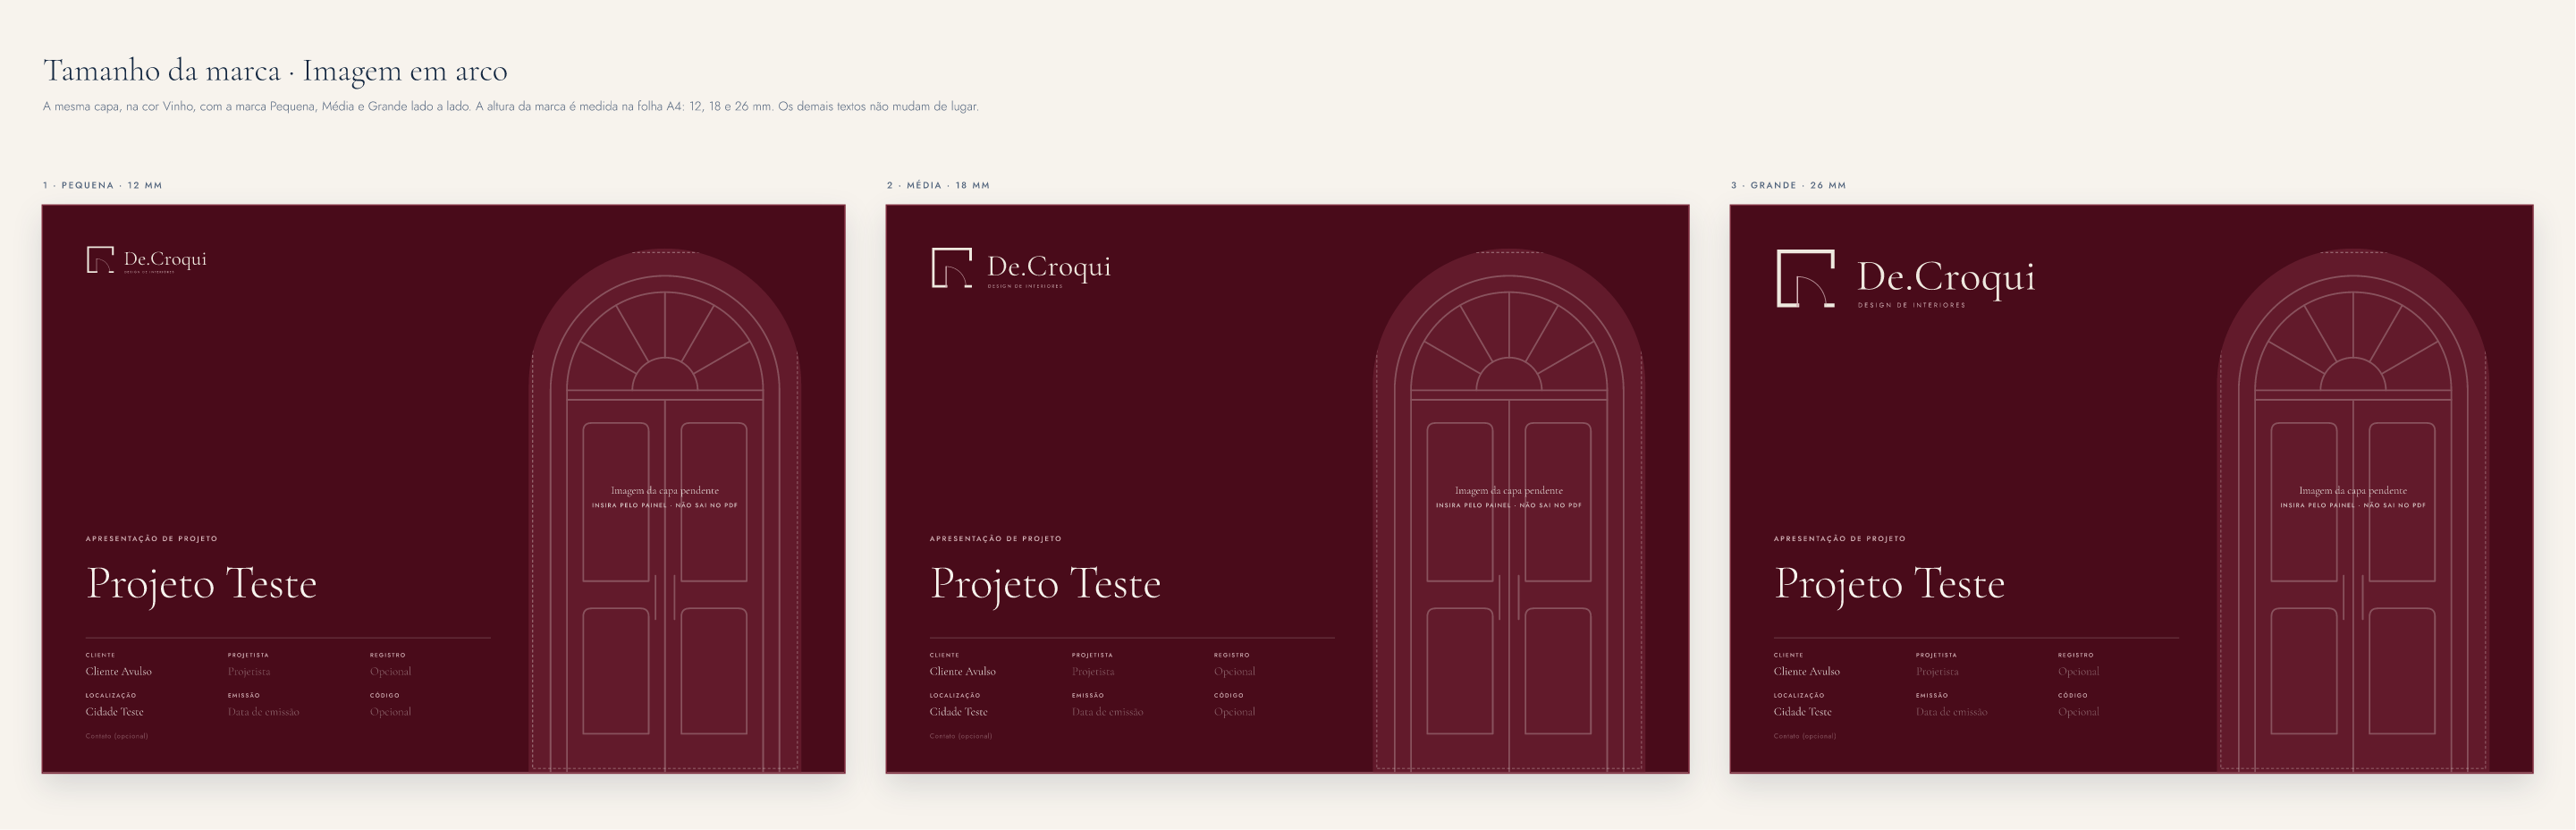 Tamanho da marca · Imagem em arco
A mesma capa, na cor Vinho, com a marca Pequena, Média e Grande lado a lado. A altura da marca é medida na folha A4: 12, 18 e 26 mm. Os demais textos não mudam de lugar.
1 · PEQUENA · 12 MM
De.Croqui
DESIGN DE INTERIORES
Imagem da capa pendente
INSIRA PELO PAINEL · NÃO SAI NO PDF
APRESENTAÇÃO DE PROJETO
Projeto Teste
CLIENTE PROJETISTA REGISTRO
Cliente Avulso Projetista Opcional
LOCALIZAÇÃO EMISSÃO CÓDIGO
Cidade Teste Data de emissão Opcional
Contato (opcional)
2 · MÉDIA · 18 MM
De.Croqui
DESIGN DE INTERIORES
Imagem da capa pendente
INSIRA PELO PAINEL · NÃO SAI NO PDF
APRESENTAÇÃO DE PROJETO
Projeto Teste
CLIENTE PROJETISTA REGISTRO
Cliente Avulso Projetista Opcional
LOCALIZAÇÃO EMISSÃO CÓDIGO
Cidade Teste Data de emissão Opcional
Contato (opcional)
3 · GRANDE · 26 MM
De.Croqui
DESIGN DE INTERIORES
Imagem da capa pendente
INSIRA PELO PAINEL · NÃO SAI NO PDF
APRESENTAÇÃO DE PROJETO
Projeto Teste
CLIENTE PROJETISTA REGISTRO
Cliente Avulso Projetista Opcional
LOCALIZAÇÃO EMISSÃO CÓDIGO
Cidade Teste Data de emissão Opcional
Contato (opcional)